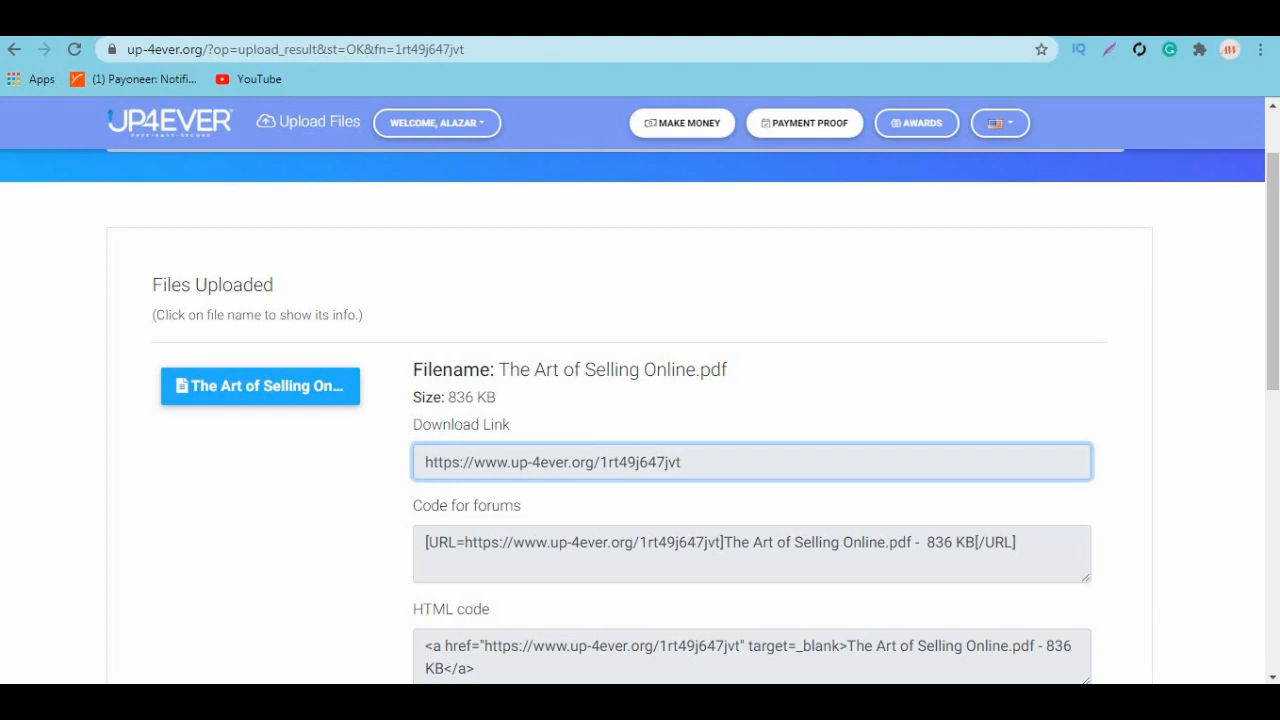 up-4ever.org/?op=upload_result&st=OK&fn=1rt49j647jvt
Apps (1) Payoneer: Notifi... YouTube
UP4EVER Upload Files WELCOME, ALAZAR MAKE MONEY PAYMENT PROOF AWARDS
Files Uploaded
(Click on file name to show its info.)
The Art of Selling On...
Filename: The Art of Selling Online.pdf
Size: 836 KB
Download Link
https://www.up-4ever.org/1rt49j647jvt
Code for forums
[URL=https://www.up-4ever.org/1rt49j647jvt]The Art of Selling Online.pdf - 836 KB[/URL]
HTML code
<a href="https://www.up-4ever.org/1rt49j647jvt" target=_blank>The Art of Selling Online.pdf - 836
KB</a>